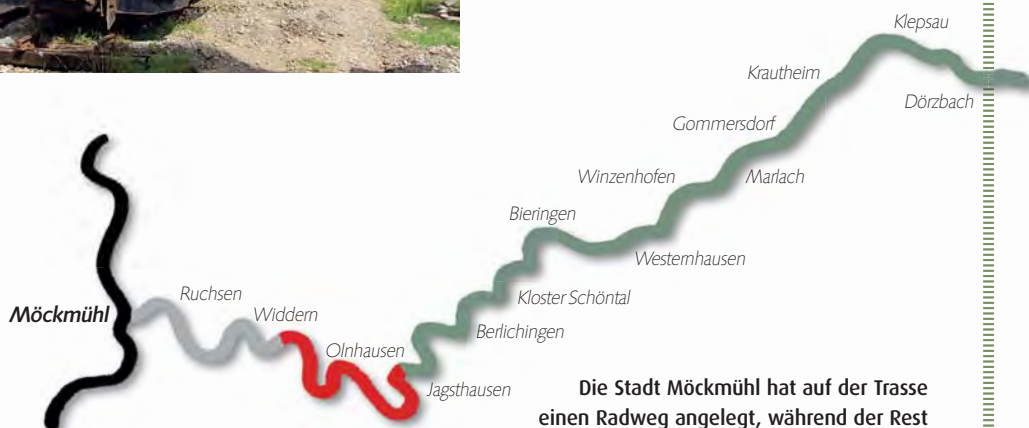 Klepsau
Krautheim
Dörzbach
Gommersdorf
Winzenhofen
Marlach
Bieringen
Westernhausen
Ruchsen
Kloster Schöntal
Möckmühl
Widdern
Berlichingen
Olnhausen
Jagsthausen
Die Stadt Möckmühl hat auf der Trasse
einen Radweg angelegt, während der Rest